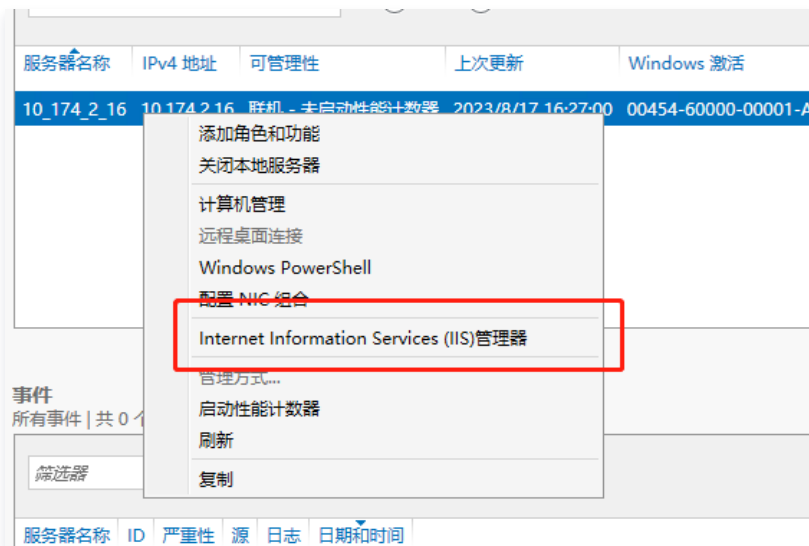 服务器名称 IPv4 地址 可管理性 上次更新 Windows 激活
10_174_2_16 10.174.2.16 联机 - 未启动性能计数器 2023/8/17 16:27:00 00454-60000-00001-A
添加角色和功能
关闭本地服务器
计算机管理
远程桌面连接
Windows PowerShell
配置 NIC 组合
Internet Information Services (IIS)管理器
管理方式...
启动性能计数器
刷新
复制
事件
所有事件 | 共 0 个
筛选器
服务器名称 ID 严重性 源 日志 日期和时间